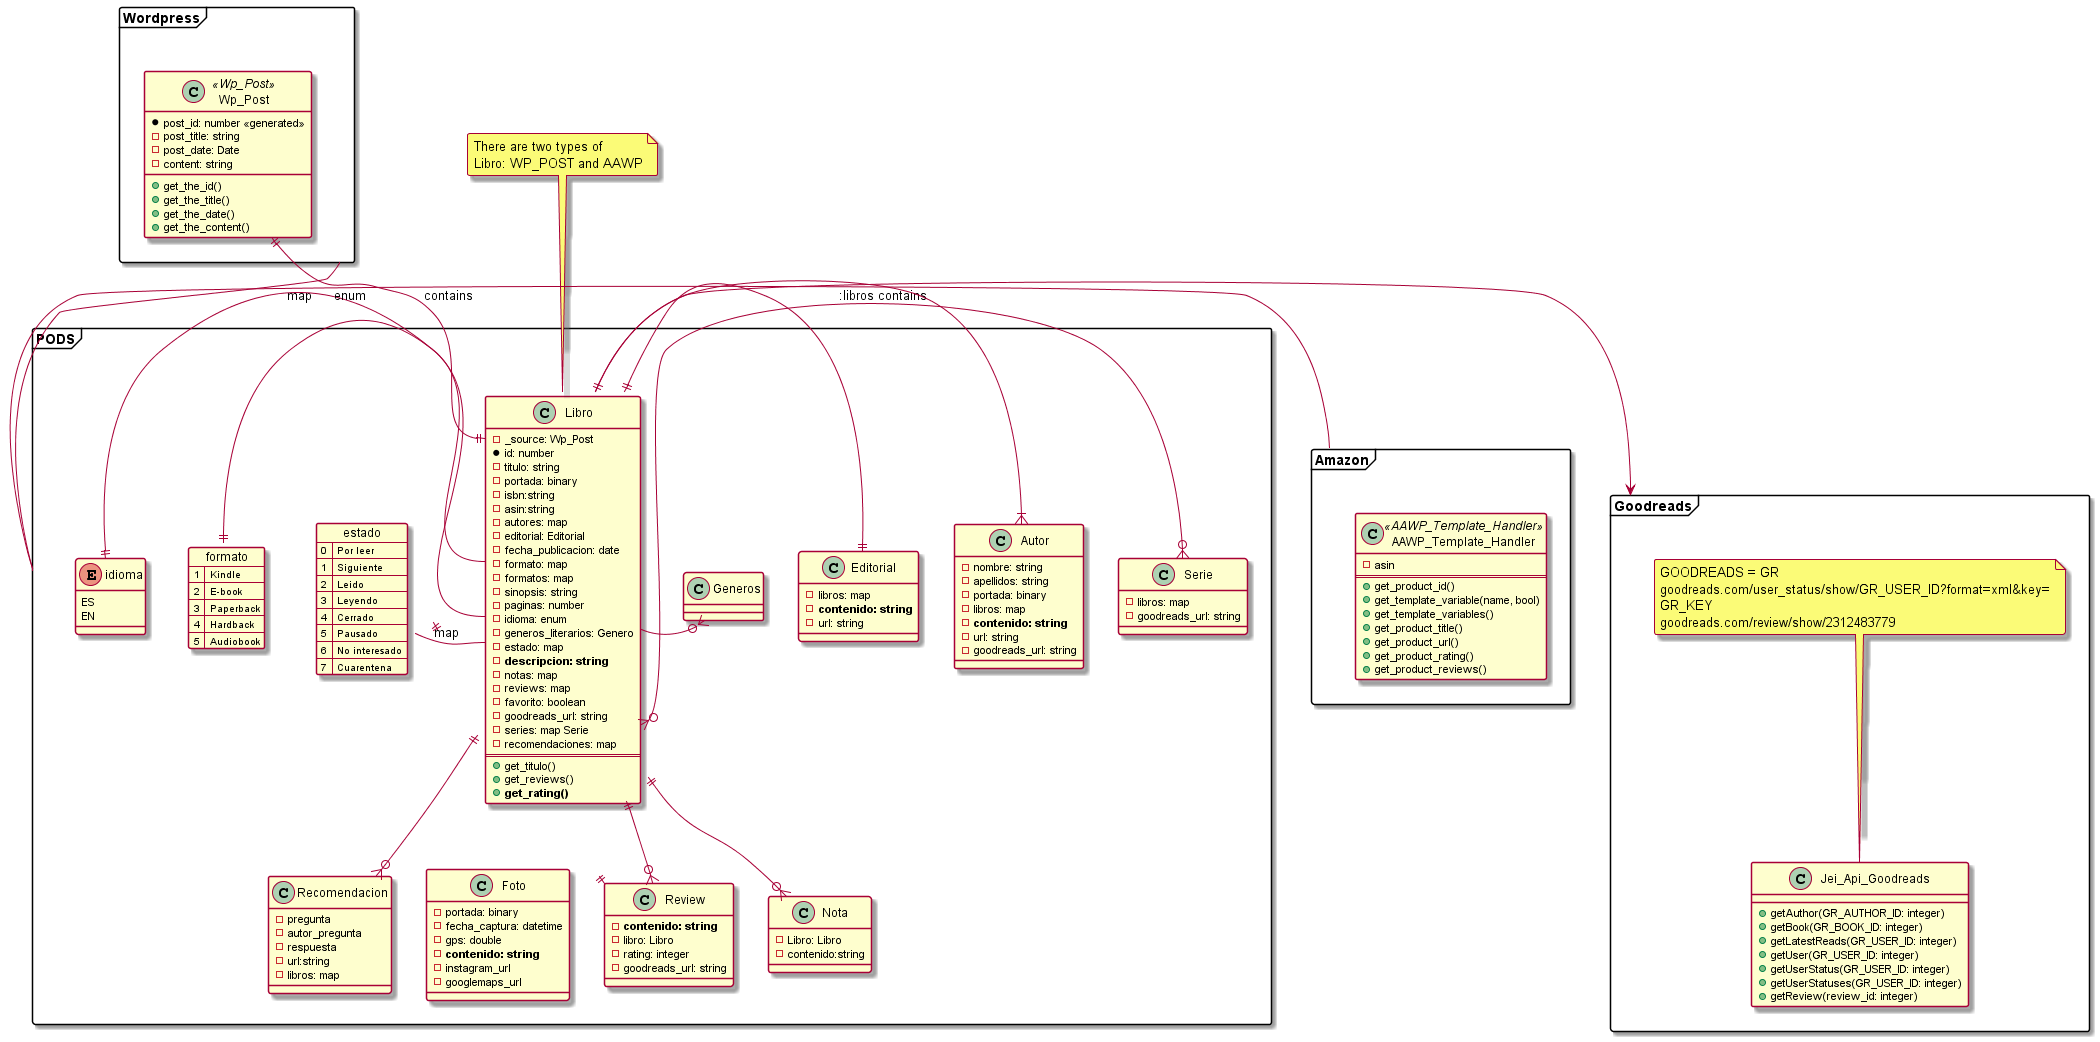 Wordpress
C
«Wp_Post»
Wp_Post
post_id: number «generated»
post_title: string
post_date: Date
content: string
get_the_id()
get_the_title()
get_the_date()
get_the_content()
There are two types of
Libro: WP_POST and AAWP
map
enum
contains
:libros contains
PODS
C Libro
_source: Wp_Post
id: number
titulo: string
portada: binary
isbn:string
asin:string
autores: map
editorial: Editorial
fecha_publicacion: date
formato: map
formatos: map
sinopsis: string
paginas: number
idioma: enum
generos_literarios: Genero
estado: map
descripcion: string
notas: map
reviews: map
favorito: boolean
goodreads_url: string
series: map Serie
recomendaciones: map
get_titulo()
get_reviews()
get_rating()
E idioma
ES
EN
formato
1 Kindle
2 E-book
3 Paperback
4 Hardback
5 Audiobook
estado
0 Por leer
1 Siguiente
2 Leido
3 Leyendo
4 Cerrado
5 Pausado
6 No interesado
7 Cuarentena
map
C Generos
C Editorial
libros: map
contenido: string
url: string
C Autor
nombre: string
apellidos: string
portada: binary
libros: map
contenido: string
url: string
goodreads_url: string
C Serie
libros: map
goodreads_url: string
C Recomendacion
pregunta
autor_pregunta
respuesta
url:string
libros: map
C Foto
portada: binary
fecha_captura: datetime
gps: double
contenido: string
instagram_url
googlemaps_url
C Review
contenido: string
libro: Libro
rating: integer
goodreads_url: string
C Nota
Libro: Libro
contenido:string
Amazon
C
«AAWP_Template_Handler»
AAWP_Template_Handler
asin
get_product_id()
get_template_variable(name, bool)
get_template_variables()
get_product_title()
get_product_url()
get_product_rating()
get_product_reviews()
Goodreads
GOODREADS = GR
goodreads.com/user_status/show/GR_USER_ID?format=xml&key=
GR_KEY
goodreads.com/review/show/2312483779
C Jei_Api_Goodreads
getAuthor(GR_AUTHOR_ID: integer)
getBook(GR_BOOK_ID: integer)
getLatestReads(GR_USER_ID: integer)
getUser(GR_USER_ID: integer)
getUserStatus(GR_USER_ID: integer)
getUserStatuses(GR_USER_ID: integer)
getReview(review_id: integer)